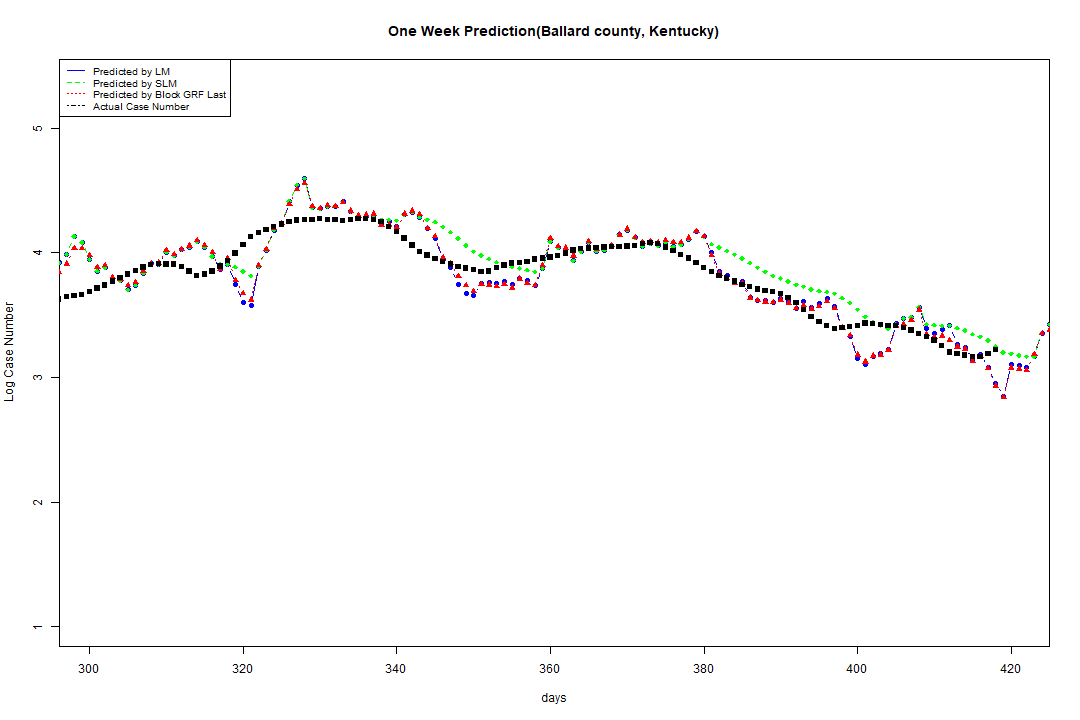 One Week Prediction(Ballard county, Kentucky)
Predicted by LM
Predicted by SLM
Predicted by Block GRF Last
Actual Case Number
5
4
3
2
1
Log Case Number
300 320 340 360 380 400 420
days